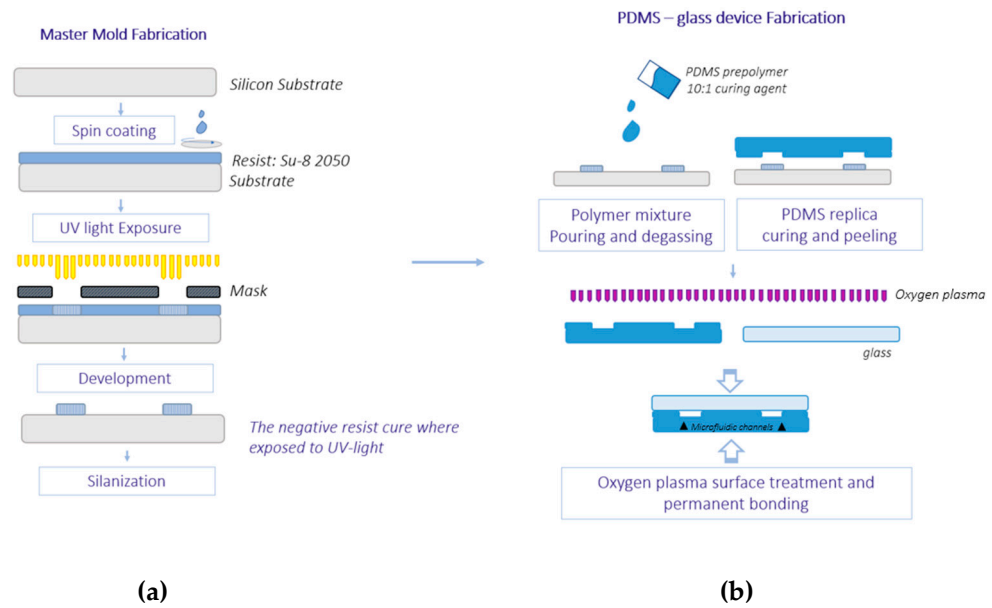 Master Mold Fabrication
Silicon Substrate
Spin coating
Resist: Su-8 2050
Substrate
UV light Exposure
Mask
Development
The negative resist cure where
exposed to UV-light
Silanization
(a)
PDMS – glass device Fabrication
PDMS prepolymer
10:1 curing agent
Polymer mixture
Pouring and degassing
PDMS replica
curing and peeling
Oxygen plasma
glass
Microfluidic channels
Oxygen plasma surface treatment and
permanent bonding
(b)